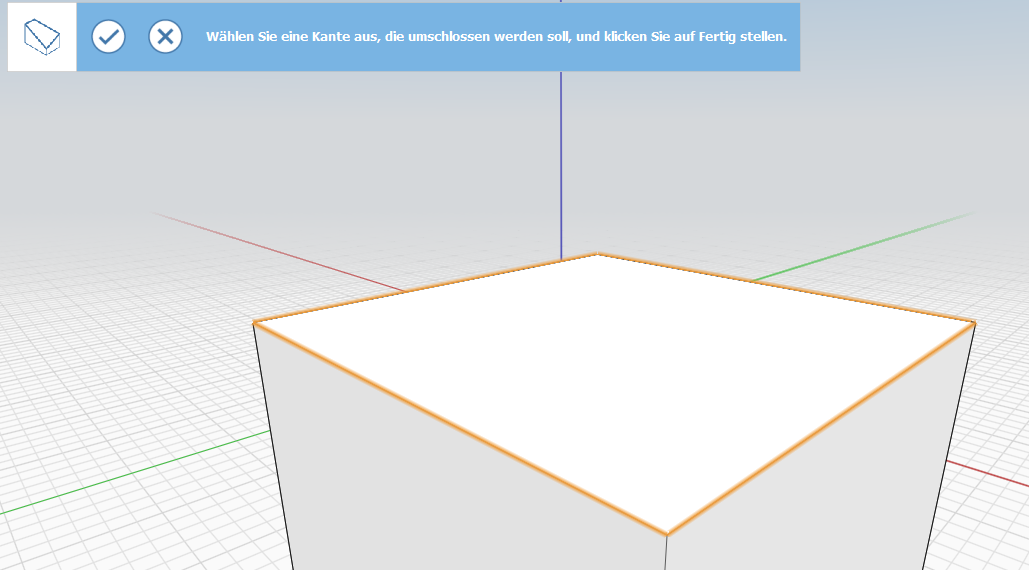 Wählen Sie eine Kante aus, die umschlossen werden soll, und klicken Sie auf Fertig stellen.